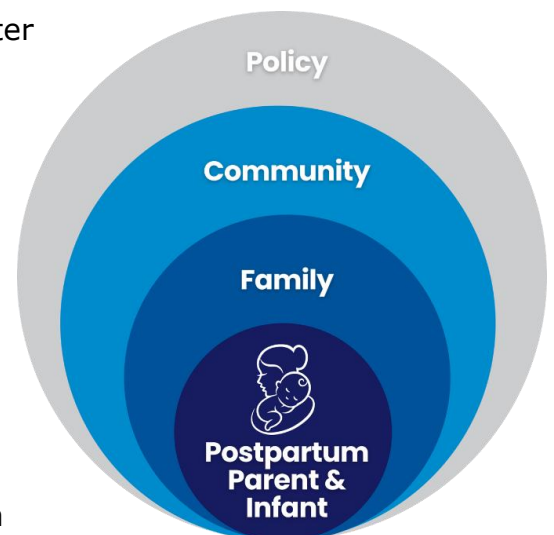 ter
Policy
Community
Family
Postpartum
Parent &
Infant